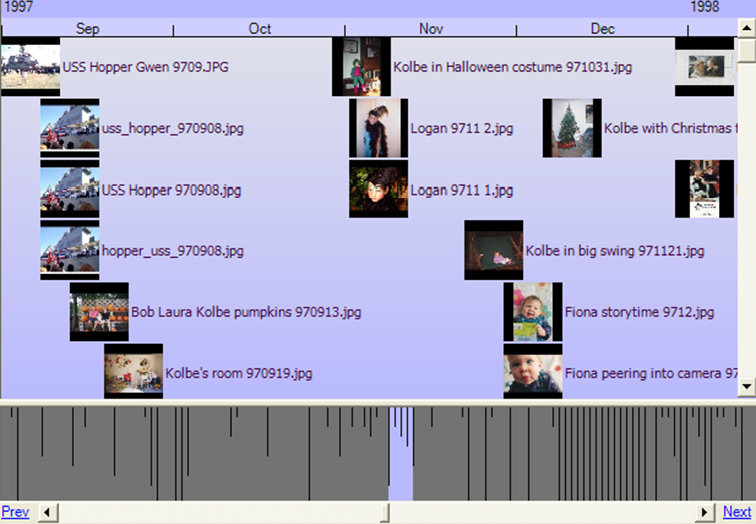 1997 1998
Sep Oct Nov Dec
USS Hopper Gwen 9709.JPG Kolbe in Halloween costume 971031.jpg
uss_hopper_970908.jpg Logan 9711 2.jpg Kolbe with Christmas
USS Hopper 970908.jpg Logan 9711 1.jpg
hopper_uss_970908.jpg Kolbe in big swing 971121.jpg
Bob Laura Kolbe pumpkins 970913.jpg Fiona storytime 9712.jpg
Kolbe's room 970919.jpg Fiona peering into camera 97
Prev Next